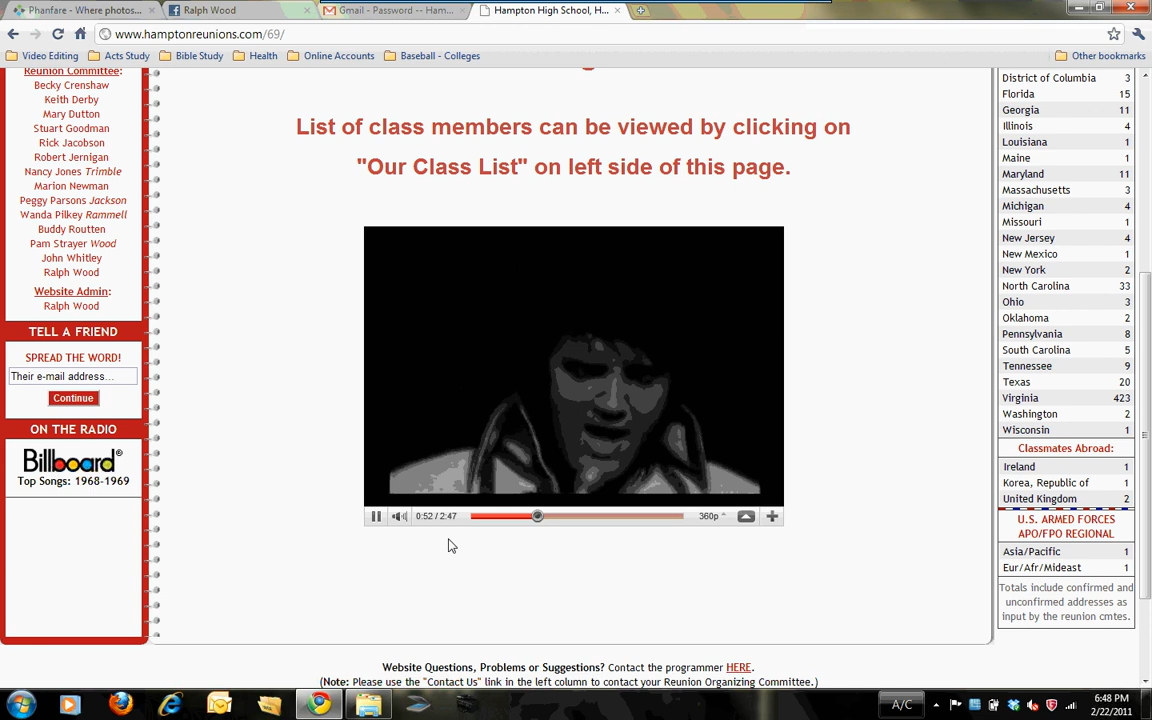 Phanfare - Where photos...
Ralph Wood
Gmail - Password -- Ham...
Hampton High School, H...
www.hamptonreunions.com/69/
Video Editing
Acts Study
Bible Study
Health
Online Accounts
Baseball - Colleges
Other bookmarks
Reunion Committee:
Becky Crenshaw
Keith Derby
Mary Dutton
Stuart Goodman
Rick Jacobson
Robert Jernigan
Nancy Jones Trimble
Marion Newman
Peggy Parsons Jackson
Wanda Pilkey Rammell
Buddy Routten
Pam Strayer Wood
John Whitley
Ralph Wood
Website Admin:
Ralph Wood
TELL A FRIEND
SPREAD THE WORD!
Their e-mail address...
Continue
ON THE RADIO
Billboard®
Top Songs: 1968-1969
List of class members can be viewed by clicking on
"Our Class List" on left side of this page.
0:52 / 2:47
360p
District of Columbia 3
Florida 15
Georgia 11
Illinois 4
Louisiana 1
Maine 1
Maryland 11
Massachusetts 3
Michigan 4
Missouri 1
New Jersey 4
New Mexico 1
New York 2
North Carolina 33
Ohio 3
Oklahoma 2
Pennsylvania 8
South Carolina 5
Tennessee 9
Texas 20
Virginia 423
Washington 2
Wisconsin 1
Classmates Abroad:
Ireland 1
Korea, Republic of 1
United Kingdom 2
U.S. ARMED FORCES
APO/FPO REGIONAL
Asia/Pacific 1
Eur/Afr/Mideast 1
Totals include confirmed and
unconfirmed addresses as
input by the reunion cmtes.
Website Questions, Problems or Suggestions? Contact the programmer HERE.
(Note: Please use the "Contact Us" link in the left column to contact your Reunion Organizing Committee.)
A/C
6:48 PM
2/22/2011